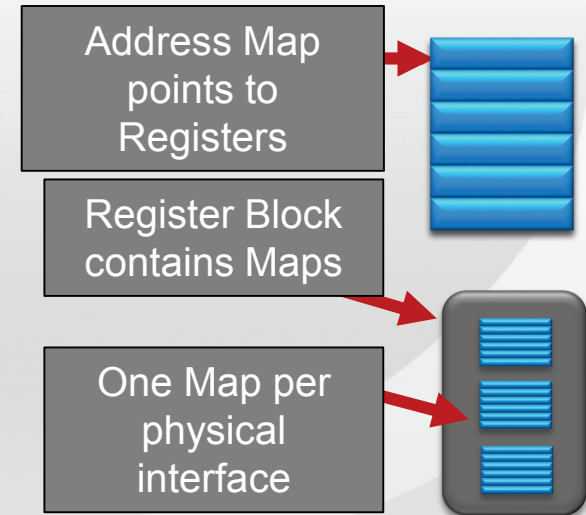 Address Map
points to
Registers
Register Block
contains Maps
One Map per
physical
interface